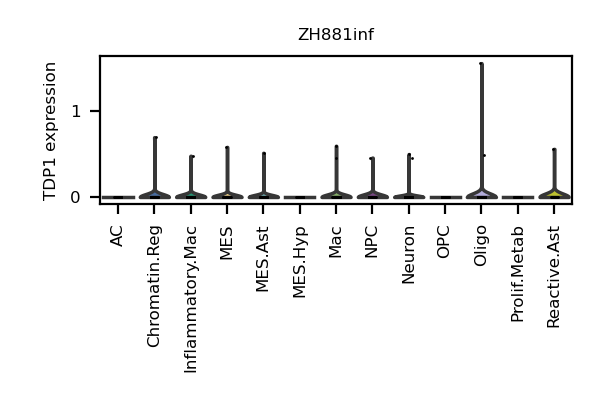 ZH881inf
TDP1 expression
1
0
AC
Chromatin.Reg
Inflammatory.Mac
MES
MES.Ast
MES.Hyp
Mac
NPC
Neuron
OPC
Oligo
Prolif.Metab
Reactive.Ast